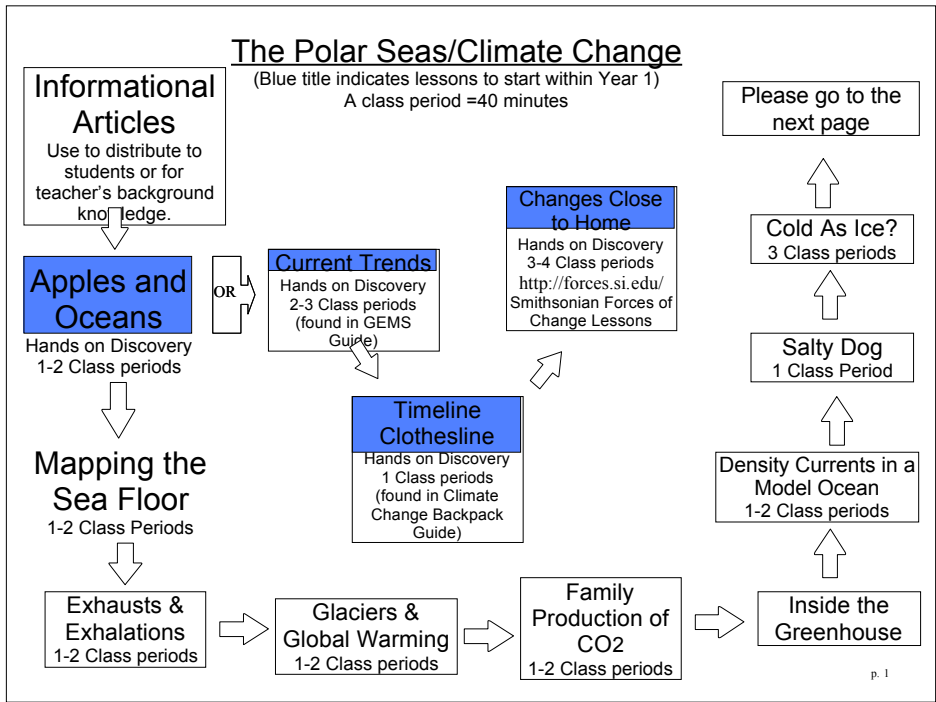 The Polar Seas/Climate Change
(Blue title indicates lessons to start within Year 1)
A class period =40 minutes
Informational
Articles
Use to distribute to
students or for
teacher's background
knowledge.
Apples and
Oceans
Hands on Discovery
1-2 Class periods
OR
Current Trends
Hands on Discovery
2-3 Class periods
(found in GEMS
Guide)
Timeline
Clothesline
Hands on Discovery
1 Class periods
(found in Climate
Change Backpack
Guide)
Changes Close
to Home
Hands on Discovery
3-4 Class periods
http://forces.si.edu/
Smithsonian Forces of
Change Lessons
Mapping the
Sea Floor
1-2 Class Periods
Exhausts &
Exhalations
1-2 Class periods
Glaciers &
Global Warming
1-2 Class periods
Family
Production of
CO2
1-2 Class periods
Inside the
Greenhouse
Density Currents in a
Model Ocean
1-2 Class periods
Salty Dog
1 Class Period
Cold As Ice?
3 Class periods
Please go to the
next page
p. 1